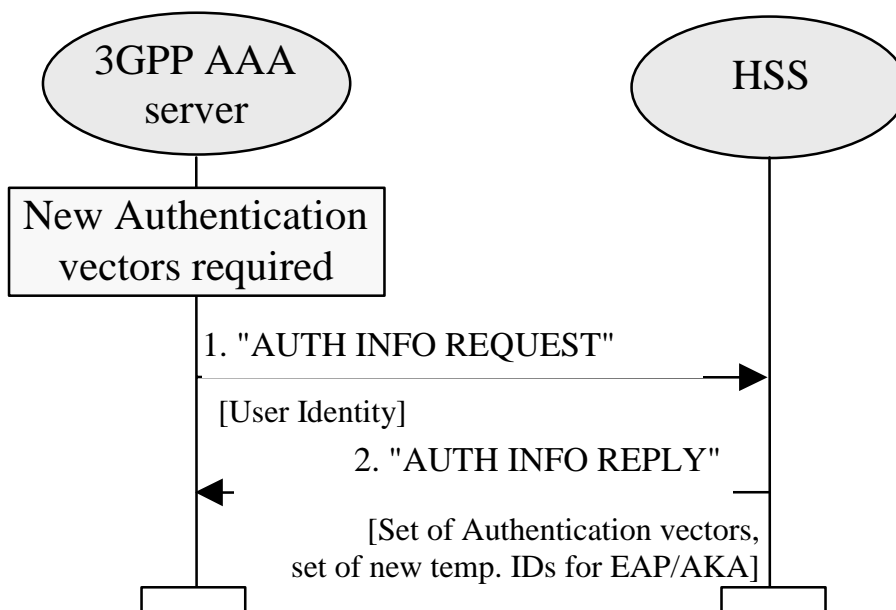 3GPP AAA
server
HSS
New Authentication
vectors required
1. "AUTH INFO REQUEST"
[User Identity]
2. "AUTH INFO REPLY"
[Set of Authentication vectors,
set of new temp. IDs for EAP/AKA]